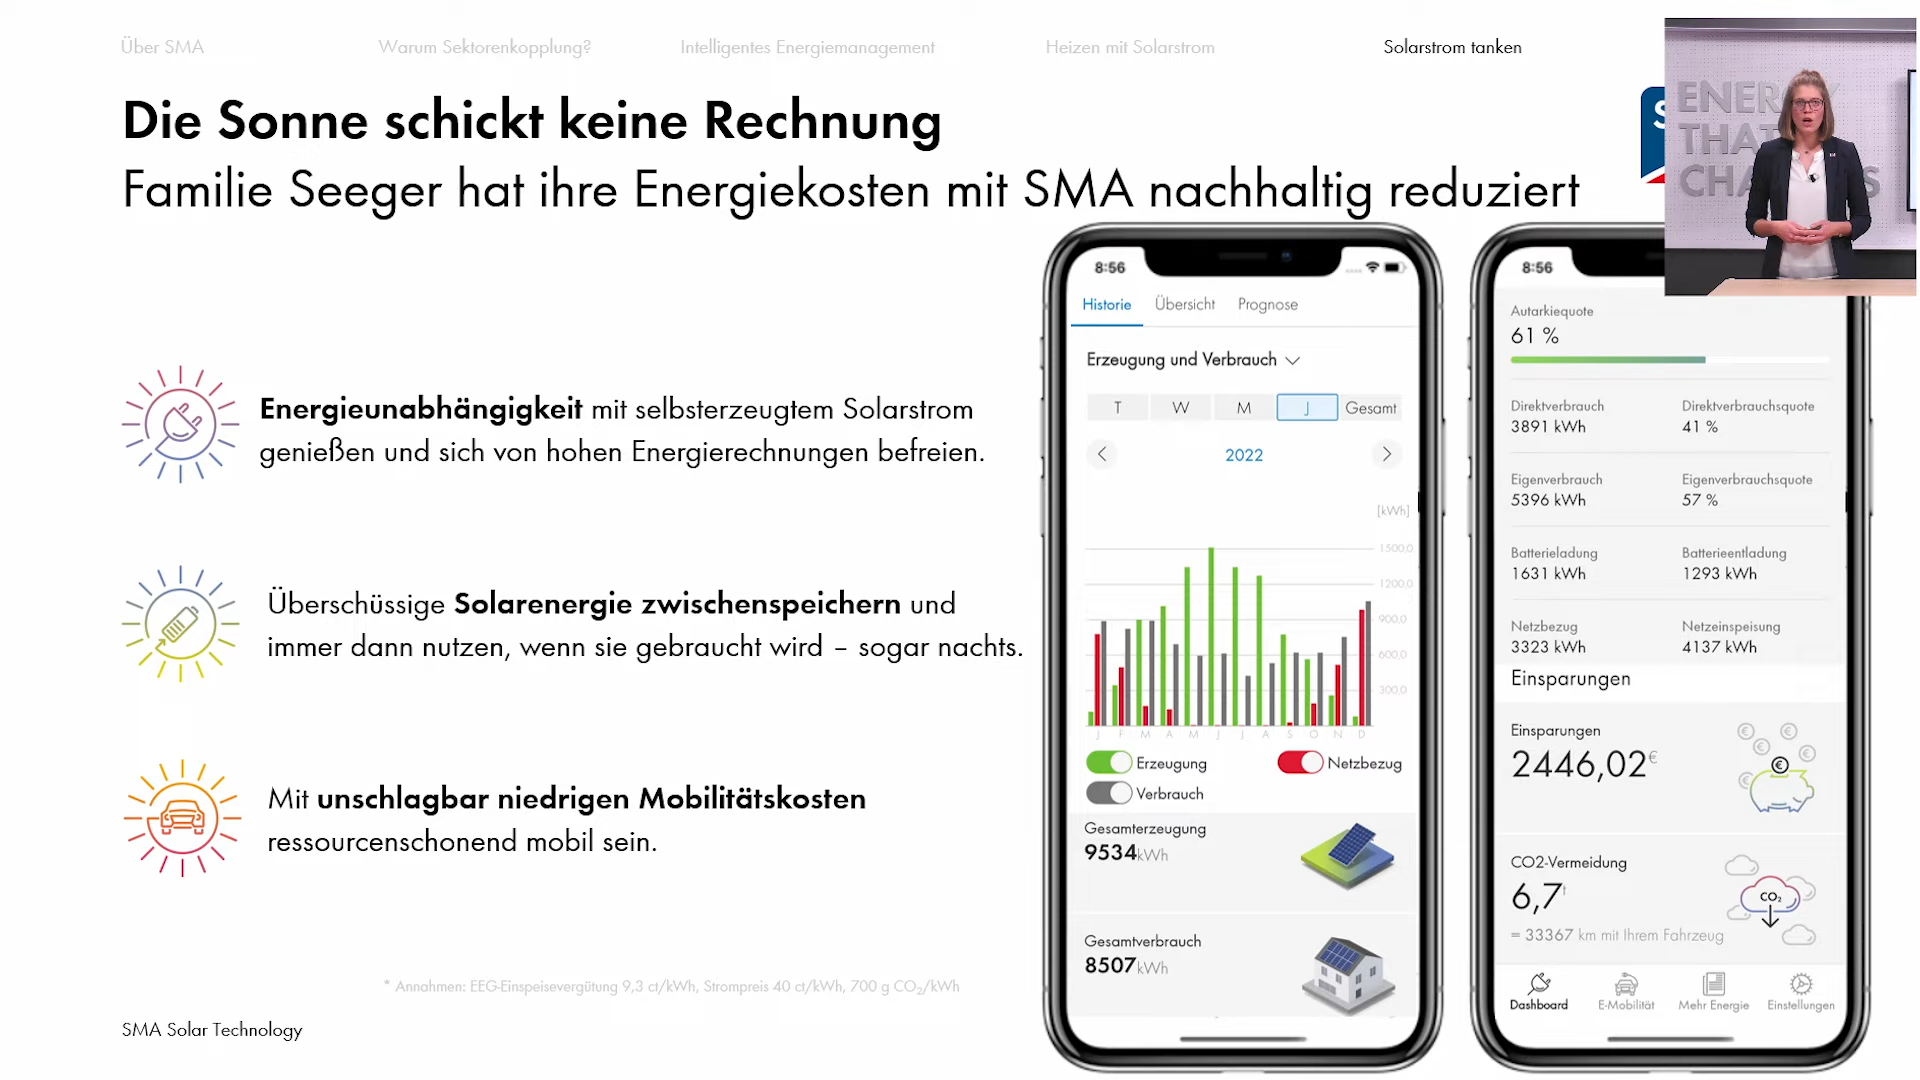 Über SMA
Warum Sektorenkopplung?
Intelligentes Energiemanagement
Heizen mit Solarstrom
Solarstrom tanken
Die Sonne schickt keine Rechnung
Familie Seeger hat ihre Energiekosten mit SMA nachhaltig reduziert
Energieunabhängigkeit mit selbsterzeugtem Solarstrom
genießen und sich von hohen Energierechnungen befreien.
Überschüssige Solarenergie zwischenspeichern und
immer dann nutzen, wenn sie gebraucht wird – sogar nachts.
Mit unschlagbar niedrigen Mobilitätskosten
ressourcenschonend mobil sein.
* Annahmen: EEG-Einspeisevergütung 9,3 ct/kWh, Strompreis 40 ct/kWh, 700 g CO₂/kWh
SMA Solar Technology
8:56
Historie Übersicht Prognose
Erzeugung und Verbrauch
T W M J Gesamt
2022
[kWh]
1500,0
1200,0
900,0
600,0
300,0
J F M A M J J A S O N D
Erzeugung
Netzbezug
Verbrauch
Gesamterzeugung
9534kWh
Gesamtverbrauch
8507kWh
8:56
Autarkiequote
61 %
Direktverbrauch Direktverbrauchsquote
3891 kWh 41 %
Eigenverbrauch Eigenverbrauchsquote
5396 kWh 57 %
Batterieladung Batterieentladung
1631 kWh 1293 kWh
Netzbezug Netzeinspeisung
3323 kWh 4137 kWh
Einsparungen
Einsparungen
2446,02€
CO2-Vermeidung
6,7t
CO₂
= 33367 km mit Ihrem Fahrzeug
Dashboard E-Mobilität Mehr Energie Einstellungen
S
ENER Y
THA
CHA S